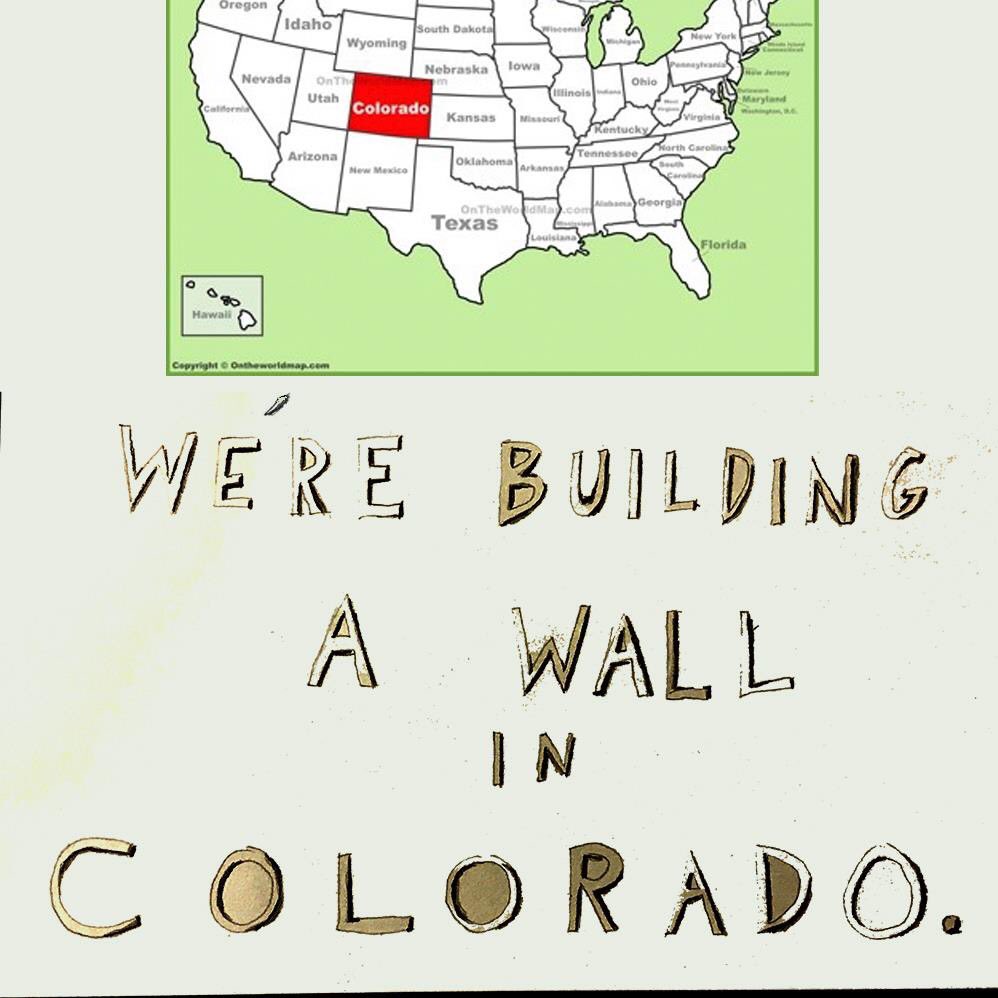 Oregon
Idaho
Wyoming
South Dakota
Wisconsin
Michigan
New York
Massachusetts
Rhode Island
Connecticut
Nevada
Utah
Colorado
Nebraska
Iowa
Illinois
Indiana
Ohio
Pennsylvania
New Jersey
Delaware
Maryland
Washington, D.C.
California
Kansas
Missouri
Kentucky
West Virginia
Virginia
Arizona
New Mexico
Oklahoma
Arkansas
Tennessee
North Carolina
South Carolina
Texas
OnTheWorldMap.com
Louisiana
Mississippi
Alabama
Georgia
Florida
Hawaii
Copyright © Ontheworldmap.com
WE'RE BUILDING
A WALL
IN
COLORADO.